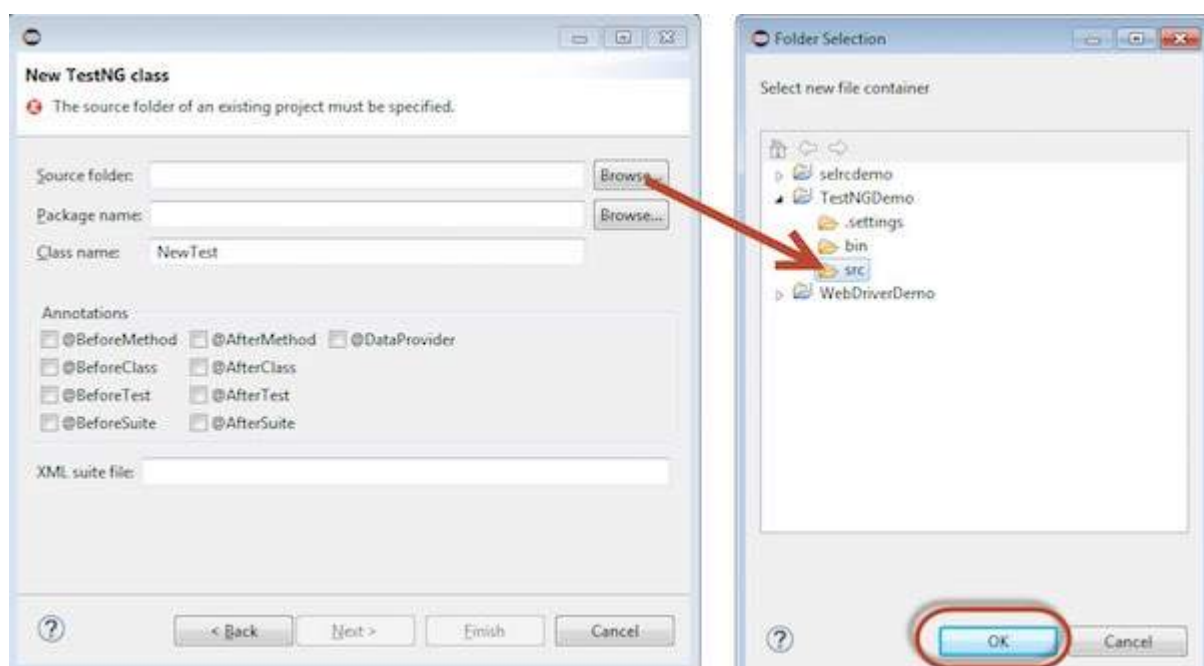 New TestNG class
The source folder of an existing project must be specified.
Source folder:
Browse...
Package name:
Browse...
Class name:
NewTest
Annotations
@BeforeMethod @AfterMethod @DataProvider
@BeforeClass @AfterClass
@BeforeTest @AfterTest
@BeforeSuite @AfterSuite
XML suite file:
< Back Next > Finish Cancel
Folder Selection
Select new file container
selrcdemo
TestNGDemo
.settings
bin
src
WebDriverDemo
OK Cancel